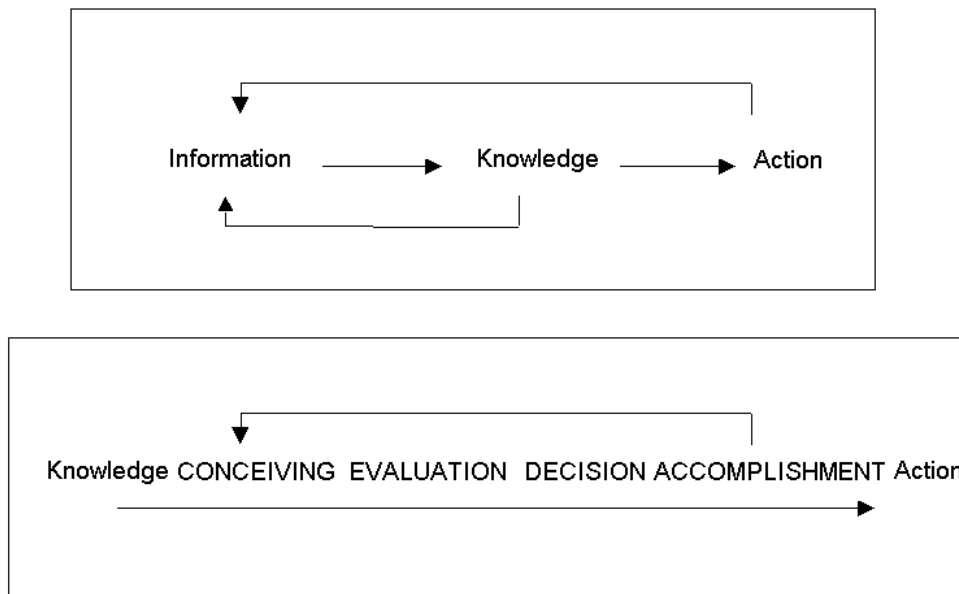 Information Knowledge Action
Knowledge CONCEIVING EVALUATION DECISION ACCOMPLISHMENT Action